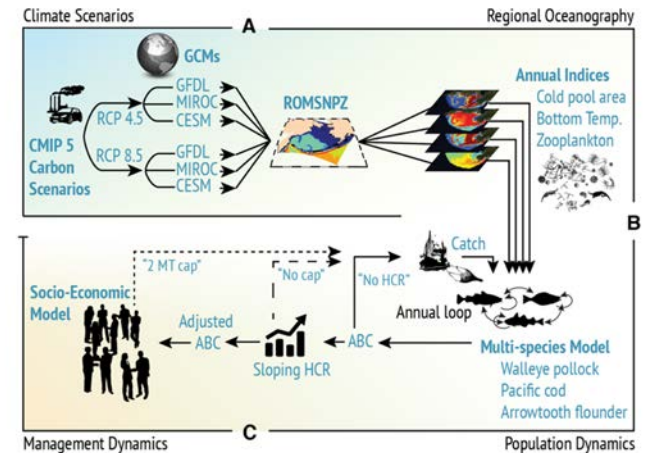 Climate Scenarios
Regional Oceanography
A
GCMs
GFDL
MIROC
CESM
RCP 4.5
CMIP 5
Carbon
Scenarios
RCP 8.5
GFDL
MIROC
CESM
ROMSNPZ
Annual Indices
Cold pool area
Bottom Temp.
Zooplankton
B
"2 MT cap"
"No cap"
"No HCR"
Catch
Socio-Economic
Model
Adjusted
ABC
Sloping HCR
ABC
Annual loop
Multi-species Model
Walleye pollock
Pacific cod
Arrowtooth flounder
C
Management Dynamics
Population Dynamics